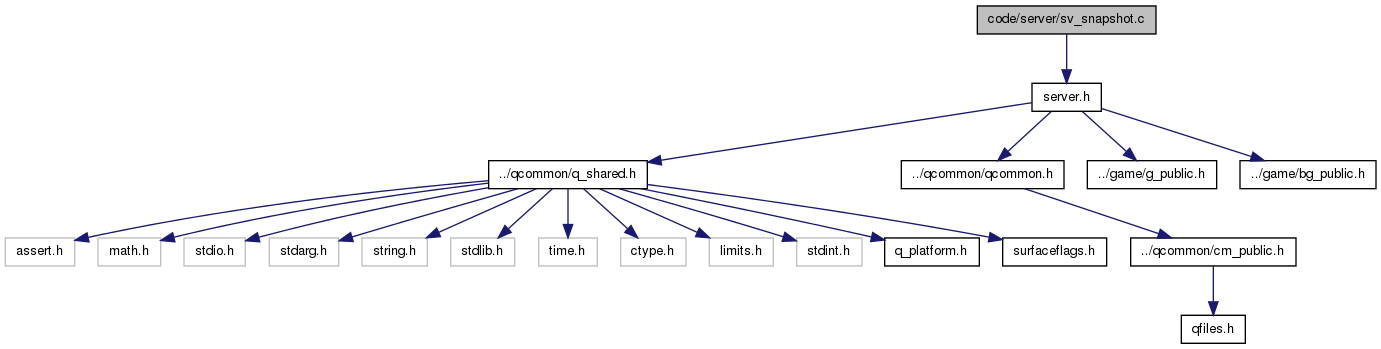 code/server/sv_snapshot.c
server.h
../qcommon/q_shared.h
../qcommon/qcommon.h
../game/g_public.h
../game/bg_public.h
assert.h
math.h
stdio.h
stdarg.h
string.h
stdlib.h
time.h
ctype.h
limits.h
stdint.h
q_platform.h
surfaceflags.h
../qcommon/cm_public.h
qfiles.h